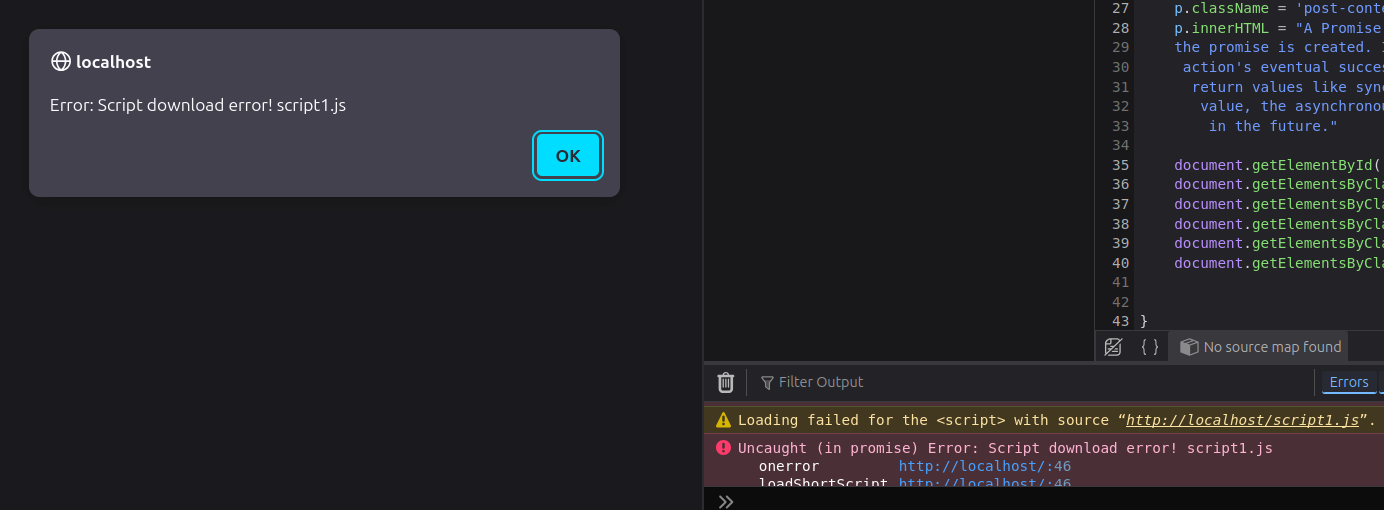 localhost
Error: Script download error! script1.js
OK
27 p.className = 'post-conte
28 p.innerHTML = "A Promise
29 the promise is created. I
30 action's eventual succes
31 return values like sync
32 value, the asynchronou
33 in the future."
34
35 document.getElementById(
36 document.getElementsByCla
37 document.getElementsByCla
38 document.getElementsByCla
39 document.getElementsByCla
40 document.getElementsByCla
41
42
43 }
{ } No source map found
Filter Output Errors
Loading failed for the <script> with source “http://localhost/script1.js”.
Uncaught (in promise) Error: Script download error! script1.js
onerror http://localhost/:46
loadShortScript http://localhost/:46